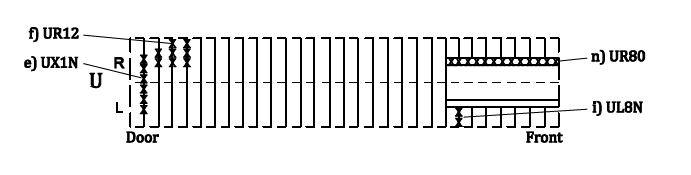 f) UR12
e) UX1N
R
U
L
n) UR80
i) UL8N
Door
Front